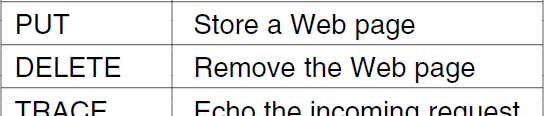 PUT Store a Web page
DELETE Remove the Web page
TRACE Echo the incoming request